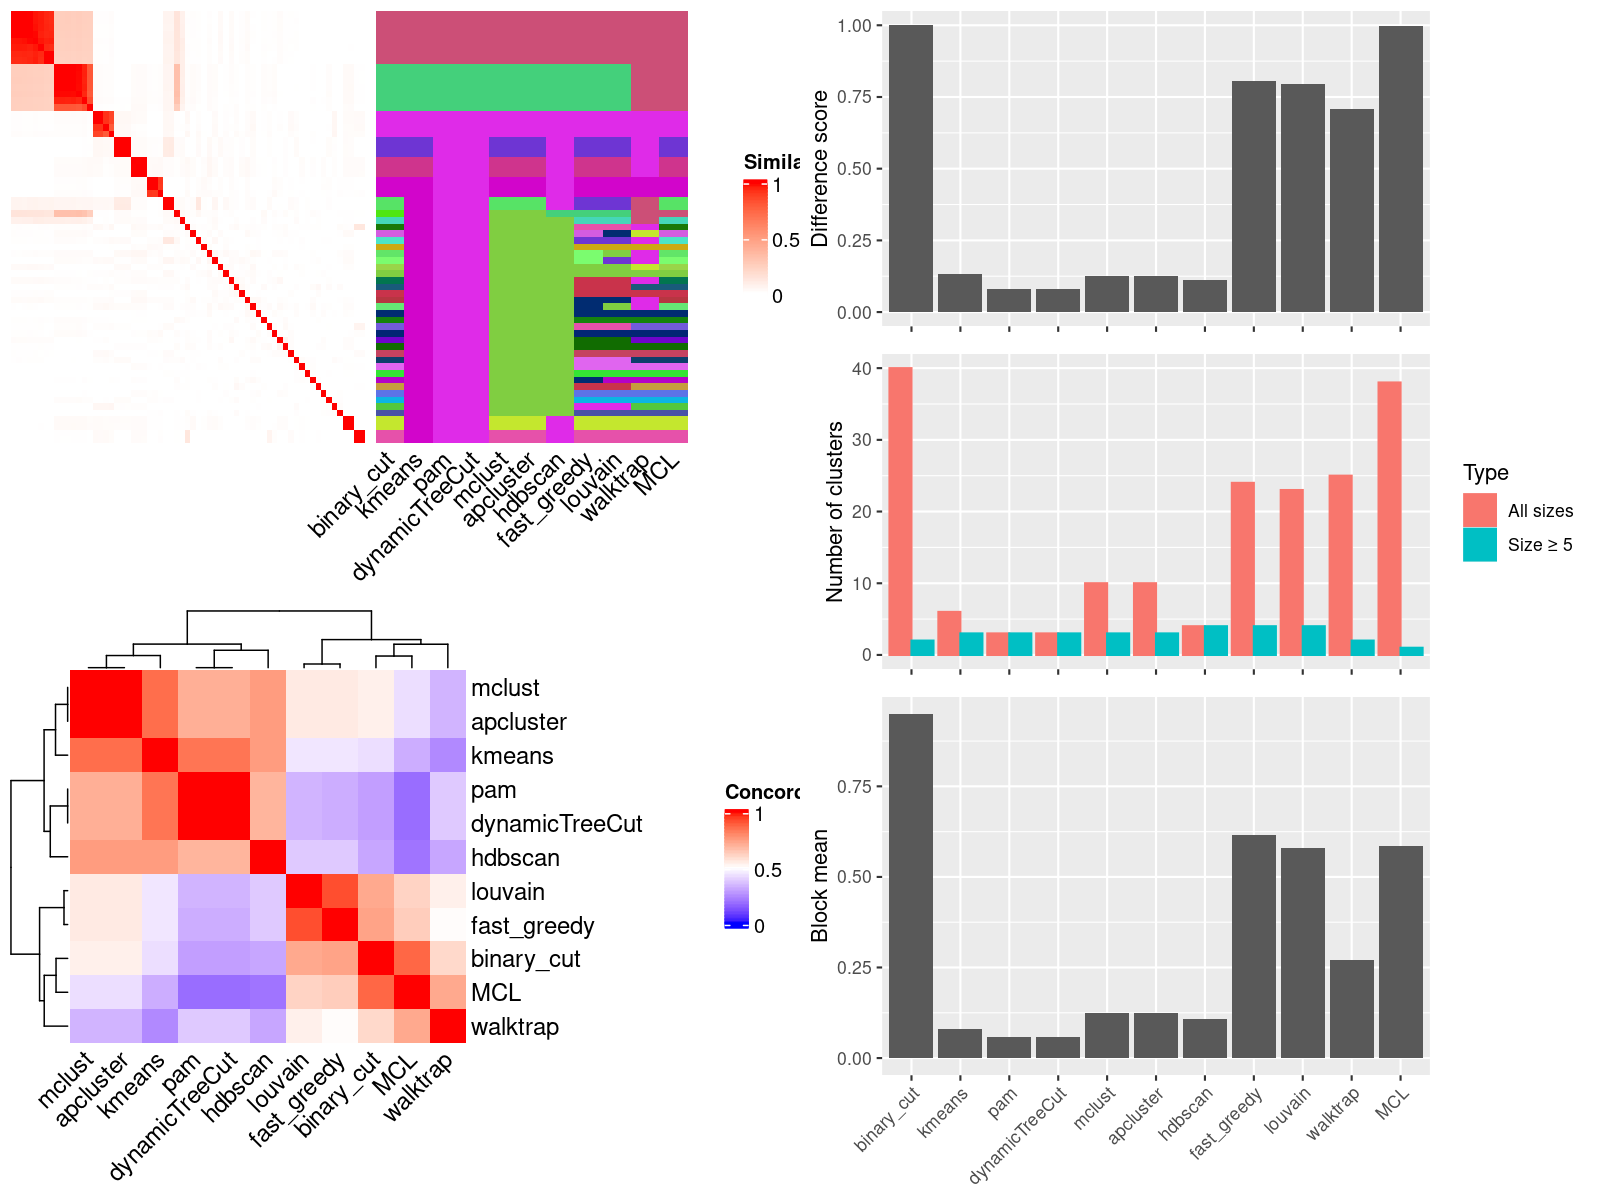 Simila
1
0.5
0
binary_cut
kmeans
pam
dynamicTreeCut
mclust
apcluster
hdbscan
fast_greedy
louvain
walktrap
MCL
mclust
apcluster
kmeans
pam
dynamicTreeCut
hdbscan
louvain
fast_greedy
binary_cut
MCL
walktrap
mclust
apcluster
kmeans
pam
dynamicTreeCut
hdbscan
louvain
fast_greedy
binary_cut
MCL
walktrap
Concord
1
0.5
0
Difference score
1.00
0.75
0.50
0.25
0.00
Number of clusters
40
30
20
10
0
Type
All sizes
Size ≥ 5
Block mean
0.75
0.50
0.25
0.00
binary_cut
kmeans
pam
dynamicTreeCut
mclust
apcluster
hdbscan
fast_greedy
louvain
walktrap
MCL